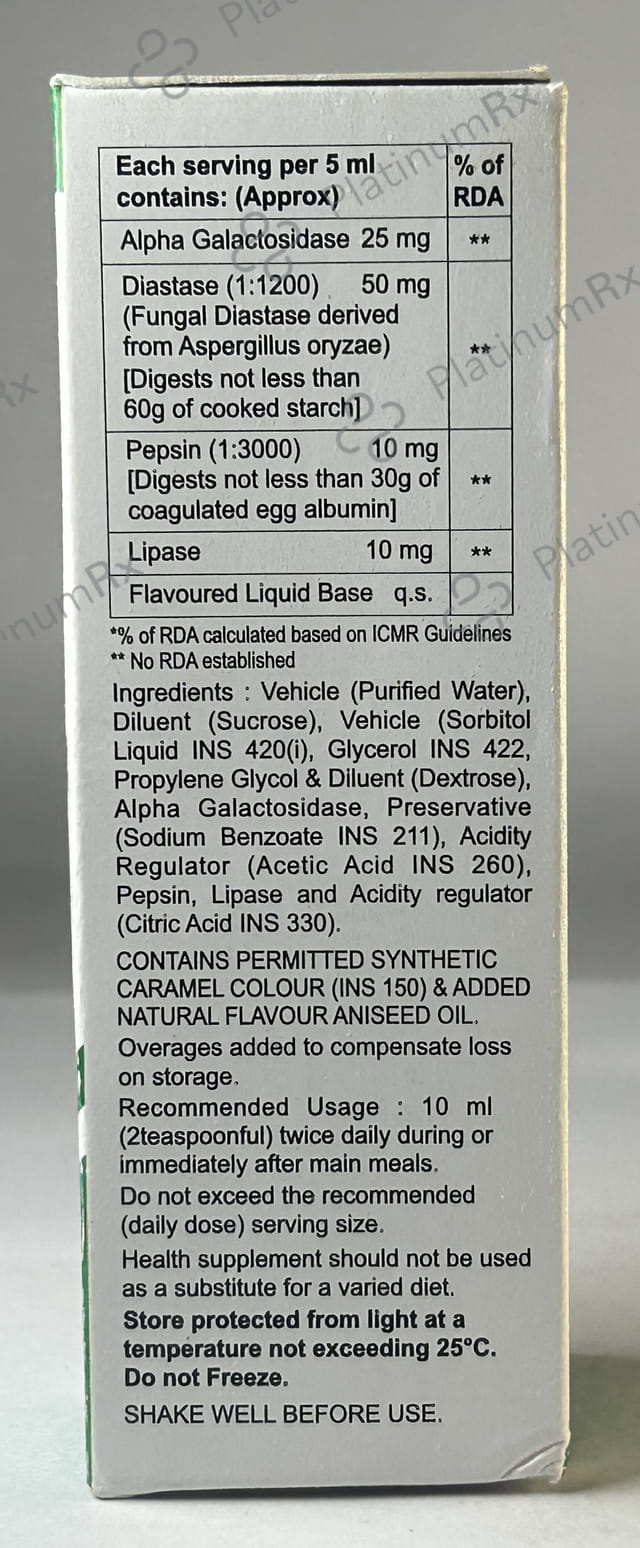 Each serving per 5 ml % of
contains: (Approx) RDA
Alpha Galactosidase 25 mg **
Diastase (1:1200) 50 mg
(Fungal Diastase derived
from Aspergillus oryzae) **
[Digests not less than
60g of cooked starch]
Pepsin (1:3000) 10 mg
[Digests not less than 30g of **
coagulated egg albumin]
Lipase 10 mg **
Flavoured Liquid Base q.s.
*% of RDA calculated based on ICMR Guidelines
** No RDA established
Ingredients : Vehicle (Purified Water),
Diluent (Sucrose), Vehicle (Sorbitol
Liquid INS 420(i), Glycerol INS 422,
Propylene Glycol & Diluent (Dextrose),
Alpha Galactosidase, Preservative
(Sodium Benzoate INS 211), Acidity
Regulator (Acetic Acid INS 260),
Pepsin, Lipase and Acidity regulator
(Citric Acid INS 330).
CONTAINS PERMITTED SYNTHETIC
CARAMEL COLOUR (INS 150) & ADDED
NATURAL FLAVOUR ANISEED OIL.
Overages added to compensate loss
on storage.
Recommended Usage : 10 ml
(2teaspoonful) twice daily during or
immediately after main meals.
Do not exceed the recommended
(daily dose) serving size.
Health supplement should not be used
as a substitute for a varied diet.
Store protected from light at a
temperature not exceeding 25°C.
Do not Freeze.
SHAKE WELL BEFORE USE.
PlatinumRx
PlatinumRx